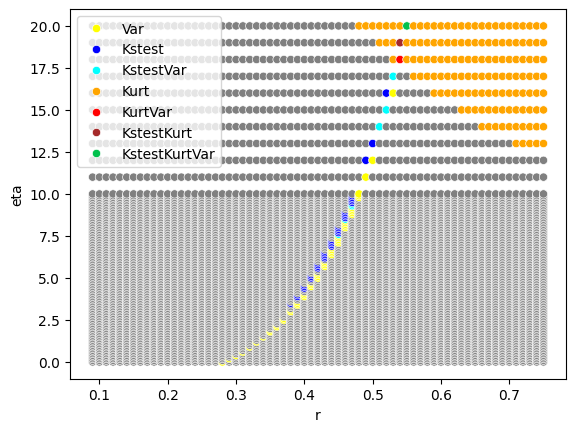 20.0
17.5
15.0
12.5
10.0
7.5
5.0
2.5
0.0
eta
Var
Kstest
KstestVar
Kurt
KurtVar
KstestKurt
KstestKurtVar
0.1 0.2 0.3 0.4 0.5 0.6 0.7
r